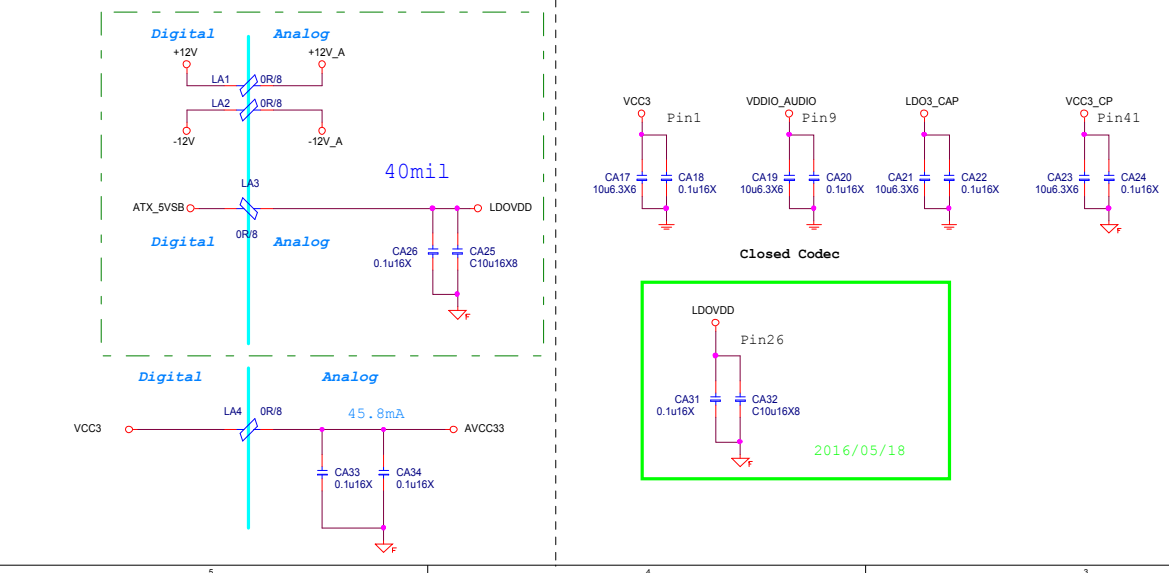 Digital Analog
+12V +12V_A
LA1 0R/8
LA2 0R/8
-12V -12V_A
40mil
LA3
ATX_5VSB LDOVDD
0R/8
Digital Analog
CA26 0.1u16X
CA25 C10u16X8
F
Digital Analog
LA4 0R/8
45.8mA
VCC3 AVCC33
CA33 0.1u16X
CA34 0.1u16X
F
VCC3 Pin1
CA17 10u6.3X6
CA18 0.1u16X
VDDIO_AUDIO Pin9
CA19 10u6.3X6
CA20 0.1u16X
LDO3_CAP
CA21 10u6.3X6
CA22 0.1u16X
VCC3_CP Pin41
CA23 10u6.3X6
CA24 0.1u16X
F
Closed Codec
LDOVDD
Pin26
CA31 0.1u16X
CA32 C10u16X8
F
2016/05/18
5 4 3